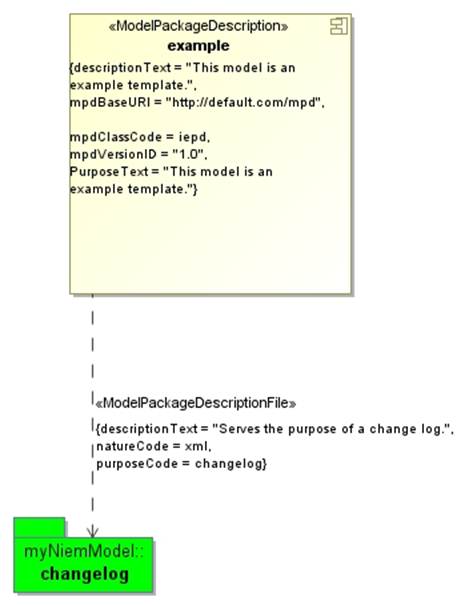 «ModelPackageDescription»
example
{descriptionText = "This model is an
example template.",
mpdBaseURI = "http://default.com/mpd",
mpdClassCode = iepd,
mpdVersionID = "1.0",
PurposeText = "This model is an
example template."}
«ModelPackageDescriptionFile»
{descriptionText = "Serves the purpose of a change log.",
natureCode = xml,
purposeCode = changelog}
myNiemModel::
changelog